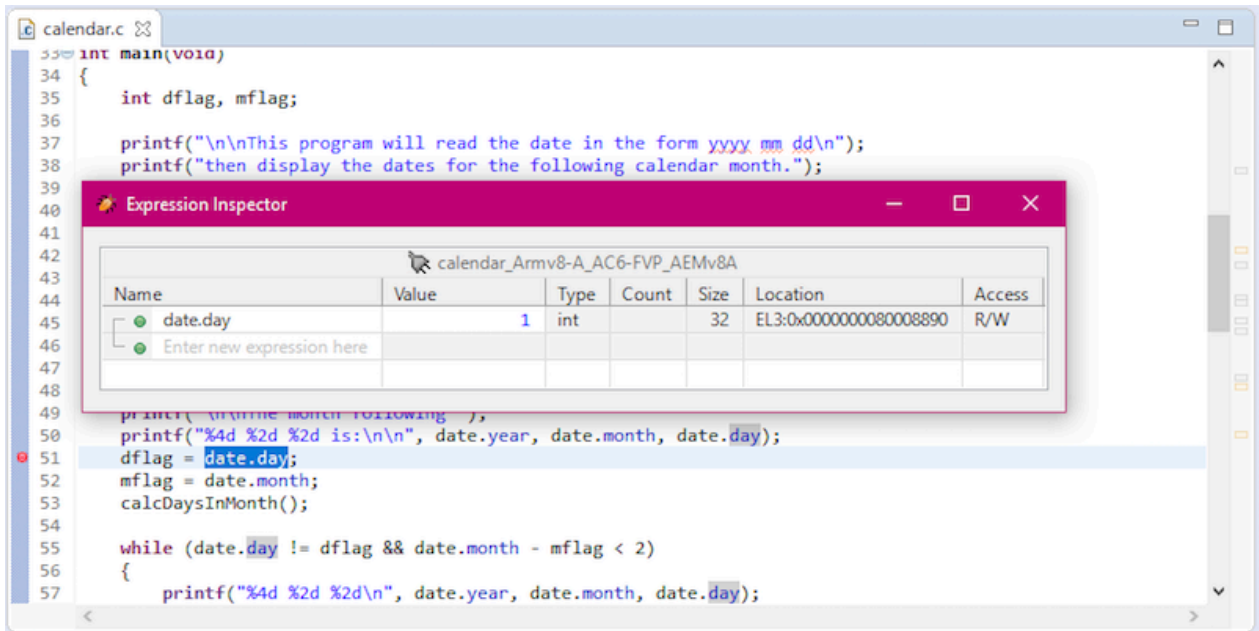 calendar.c
33 int main(void)
34 {
35 int dflag, mflag;
36
37 printf("\n\nThis program will read the date in the form yyyy mm dd\n");
38 printf("then display the dates for the following calendar month.");
39
40
41
42
43
44
45
46
47
48
Expression Inspector
calendar_Armv8-A_AC6-FVP_AEMv8A
Name Value Type Count Size Location Access
date.day 1 int 32 EL3:0x0000000080008890 R/W
Enter new expression here
49 printf("\n\nThe month following ");
50 printf("%4d %2d %2d is:\n\n", date.year, date.month, date.day);
51 dflag = date.day;
52 mflag = date.month;
53 calcDaysInMonth();
54
55 while (date.day != dflag && date.month - mflag < 2)
56 {
57 printf("%4d %2d %2d\n", date.year, date.month, date.day);